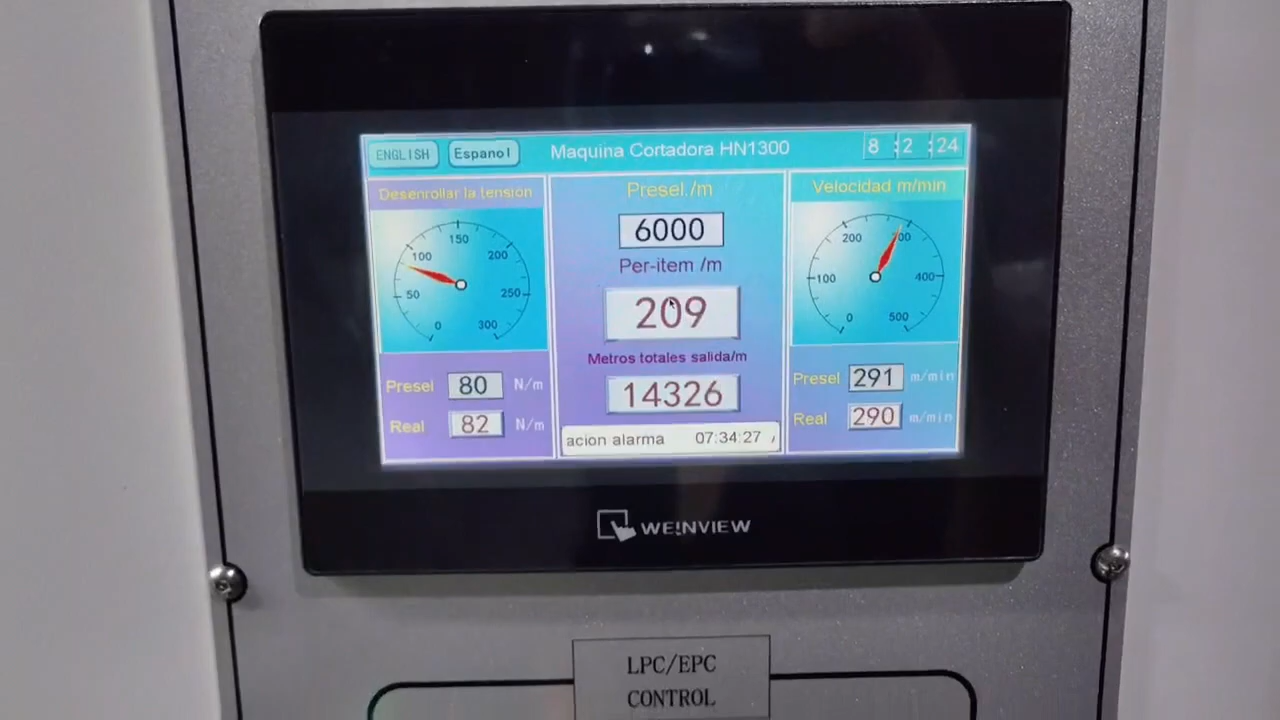 ENGLISH
Espanol
Maquina Cortadora HN1300
8 :2 :24
Desenrollar la tension
0
50
100
150
200
250
300
Presel 80 N/m
Real 82 N/m
Presel./m
6000
Per-item /m
209
Metros totales salida/m
14326
acion alarma 07:34:27
Velocidad m/min
0
100
200
400
500
Presel 291 m/min
Real 290 m/min
WEINVIEW
LPC/EPC
CONTROL